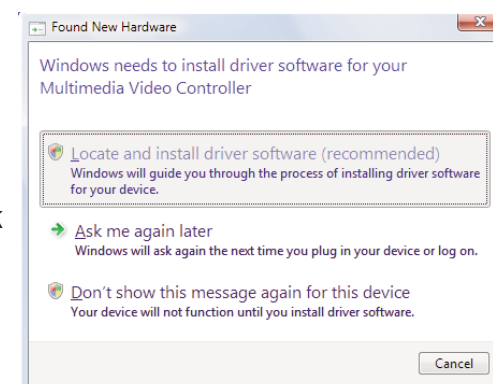 Found New Hardware
Windows needs to install driver software for your
Multimedia Video Controller
Locate and install driver software (recommended)
Windows will guide you through the process of installing driver software
for your device.
Ask me again later
Windows will ask again the next time you plug in your device or log on.
Don't show this message again for this device
Your device will not function until you install driver software.
Cancel